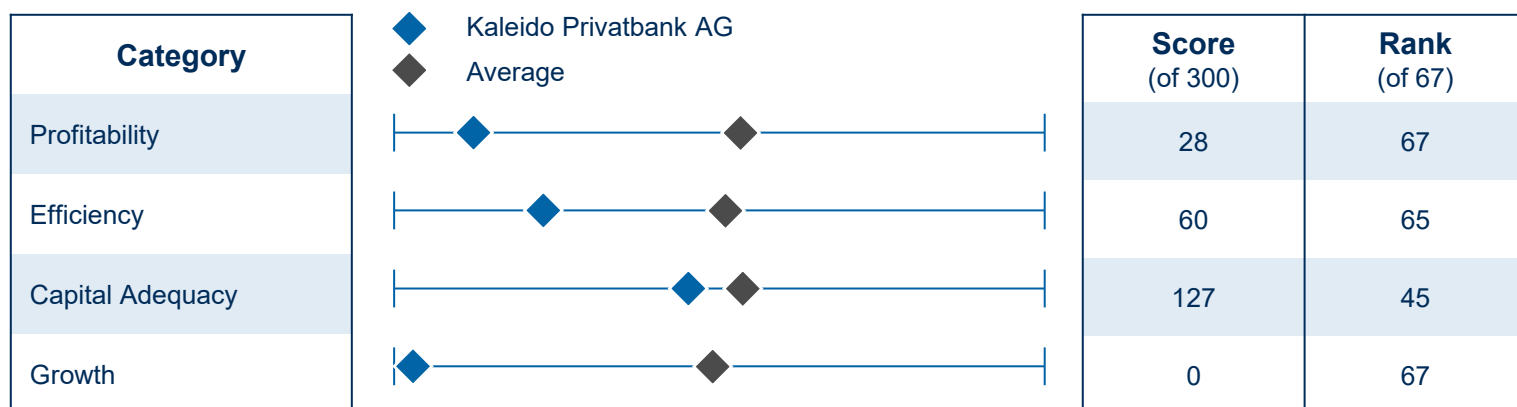 Category
Kaleido Privatbank AG
Average
Score
(of 300)
Rank
(of 67)
Profitability
28
67
Efficiency
60
65
Capital Adequacy
127
45
Growth
0
67